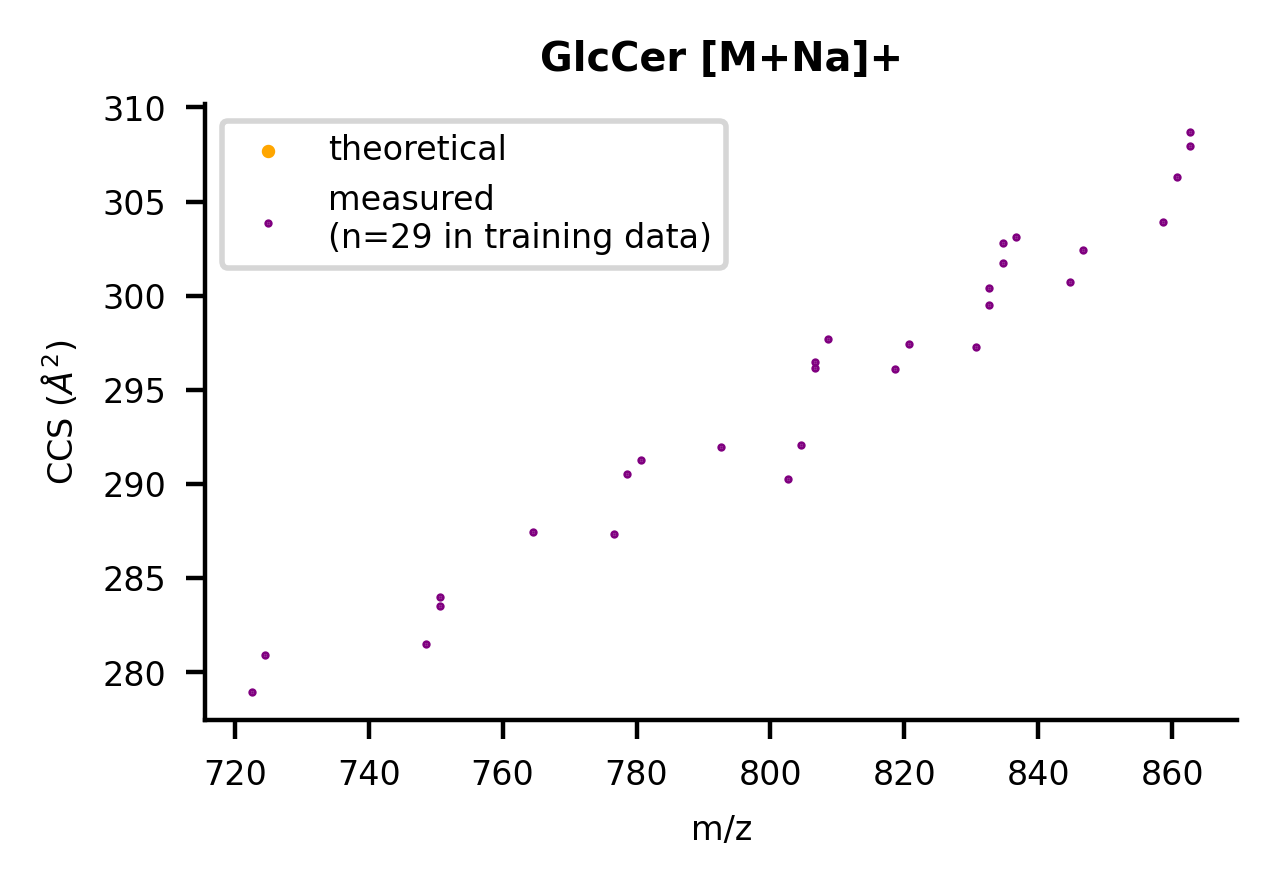 GlcCer [M+Na]+
theoretical
measured
(n=29 in training data)
310
305
300
295
290
285
280
CCS (Å²)
720 740 760 780 800 820 840 860
m/z